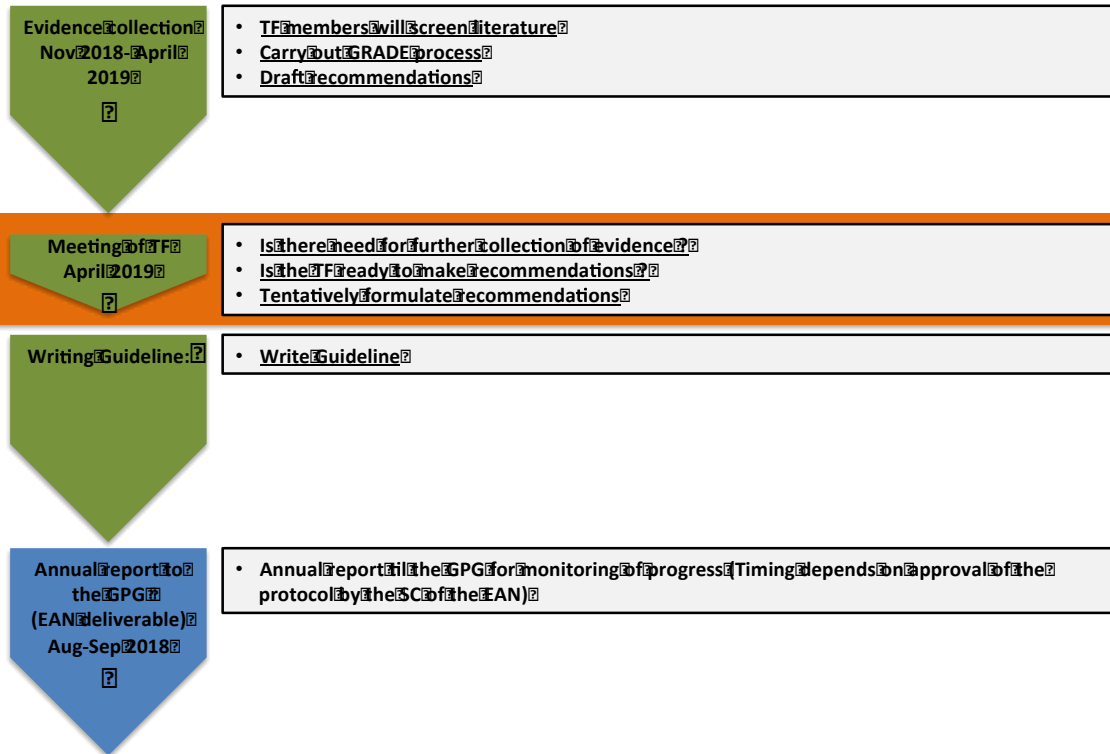 Evidence collection
Nov 2018- April
2019
• TF members will screen literature
• Carry out GRADE process
• Draft recommendations
Meeting of TF
April 2019
• Is there need for further collection of evidence ?
• Is the TF ready to make recommendations ?
• Tentatively formulate recommendations
Writing Guideline:
• Write Guideline
Annual report to
the GPG
(EAN deliverable)
Aug-Sep 2018
• Annual report til the GPG for monitoring of progress (Timing depends on approval of the
protocol by the SC of the EAN)